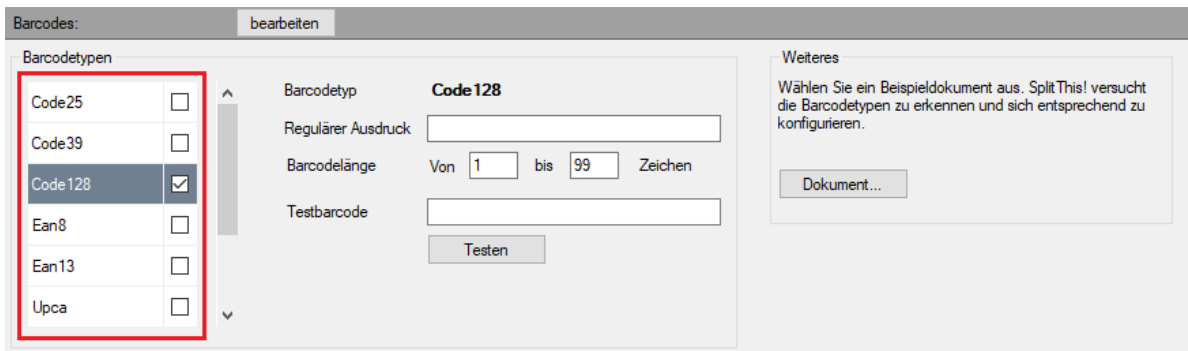 Barcodes: bearbeiten
Barcodetypen
Code25
Code39
Code128
Ean8
Ean13
Upca
Barcodetyp Code128
Regulärer Ausdruck
Barcodelänge Von 1 bis 99 Zeichen
Testbarcode
Testen
Weiteres
Wählen Sie ein Beispieldokument aus. SplitThis! versucht
die Barcodetypen zu erkennen und sich entsprechend zu
konfigurieren.
Dokument...